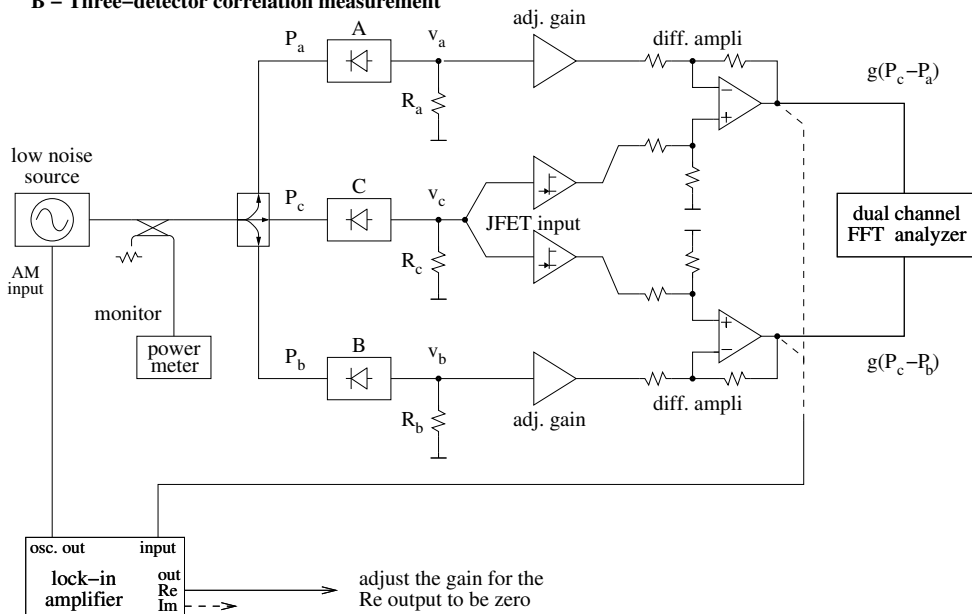 B − Three−detector correlation measurement
adj. gain
P_a
A
v_a
diff. ampli
g(P_c−P_a)
R_a
low noise
source
P_c
C
v_c
JFET input
dual channel
FFT analyzer
R_c
AM
input
monitor
power
meter
P_b
B
v_b
g(P_c−P_b)
R_b
adj. gain
diff. ampli
osc. out
input
lock−in
amplifier
out
Re
Im
adjust the gain for the
Re output to be zero